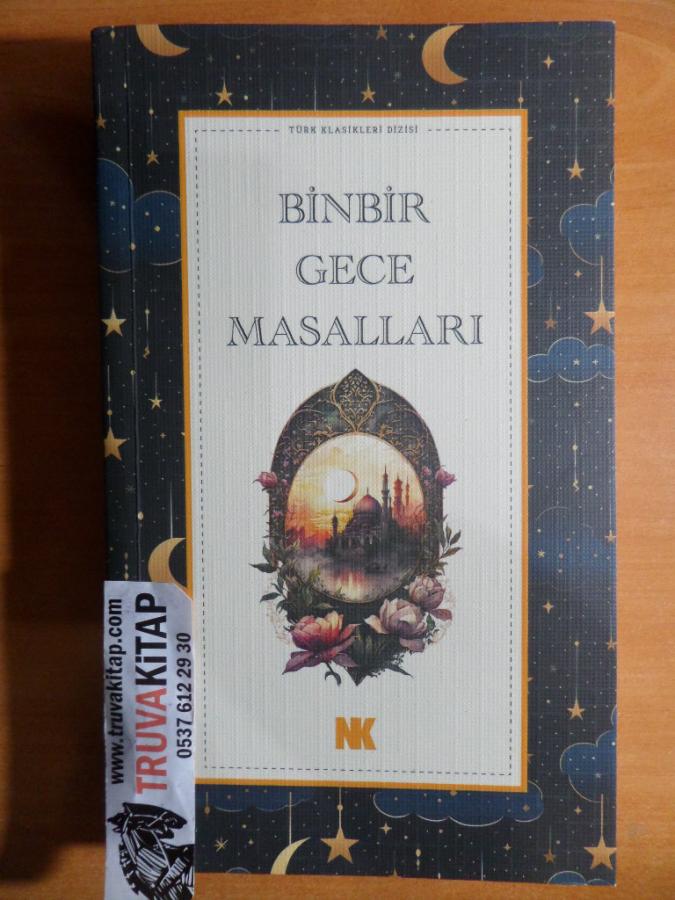 TÜRK KLASİKLERİ DİZİSİ
BİNBİR
GECE
MASALLARI
NK
www.truvakitap.com
TRUVAKİTAP
0537 612 29 30